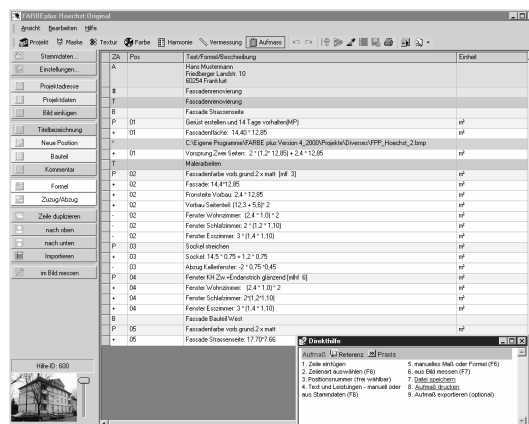 FARBEplus Hoechst:Original
Ansicht Bearbeiten Hilfe
Projekt Maske Textur Farbe Harmonie Vermessung Aufmass
Stammdaten...
Einstellungen...
Projektadresse
Projektdaten
Bild einfügen
Titelbezeichnung
Neue Position
Bauteil
Kommentar
Formel
Zuzug/Abzug
Zeile duplizieren
nach oben
nach unten
Importieren
im Bild messen
Hilfe-ID: 600
ZA Pos Text/Formel/Beschreibung Einheit
A Hans Mustermann
Friedberger Landstr. 10
60254 Frankfurt
# Fassadenrenovierung
T Fassadenrenovierung
B Fassade Strassenseite
P 01 Gerüst erstellen und 14 Tage vorhalten(MP) m²
+ 01 Fassadenfläche: 14,40 * 12,85 m²
* C:\Eigene Programme\FARBE plus Version 4_2000\Projekte\Diverses\FPP_Hoechst_2.bmp
+ 01 Vorsprung Zwei Seiten: 2 * (1,2* 12,85) + 2,4 * 12,85 m²
T Malerarbeiten
P 02 Fassadenfarbe vorb.grund.2 x matt [mlf 3] m²
+ 02 Fassade: 14,4*12,85 m²
+ 02 Fronsteite Vorbau: 2,4 * 12,85 m²
+ 02 Vorbau Seitenteil: (12,3 + 5,6)* 2 m²
- 02 Fenster Wohnzimmer: (2,4 * 1,0) * 2 m²
- 02 Fenster Schlafzimmer: 2 * (1,2 * 1,10) m²
- 02 Fenster Esszimmer: 3 * (1,4 * 1,10) m²
P 03 Sockel streichen m²
+ 03 Sockel: 14,5 * 0,75 + 1,2 * 0,75 m²
- 03 Abzug Kellerfenster: -2 * 0,75 *0,45 m²
P 04 Fenster KH Zw.+Endanstrich glänzend [mlhf 6] m²
+ 04 Fenster Wohnzimmer: (2,4 * 1,0) * 2 m²
+ 04 Fenster Schlafzimmer: 2*(1,2*1,10) m²
+ 04 Fenster Esszimmer: 3 * (1,4 * 1,10) m²
B Fassade Bauteil West
P 05 Fassadenfarbe vorb.grund.2 x matt m²
+ 05 Fassade Strassenseite: 17.70*7.66
Direkthilfe
Aufmaß Referenz Praxis
1. Zeile einfügen
2. Zeilenart auswählen (F6)
3. Positionsnummer (frei wählbar)
4. Text und Leistungen - manuell oder
aus Stammdaten (F6)
5. manuelles Maß oder Formel (F6)
6. aus Bild messen (F7)
7. Datei speichern
8. Aufmaß drucken
9. Aufmaß exportieren (optional)